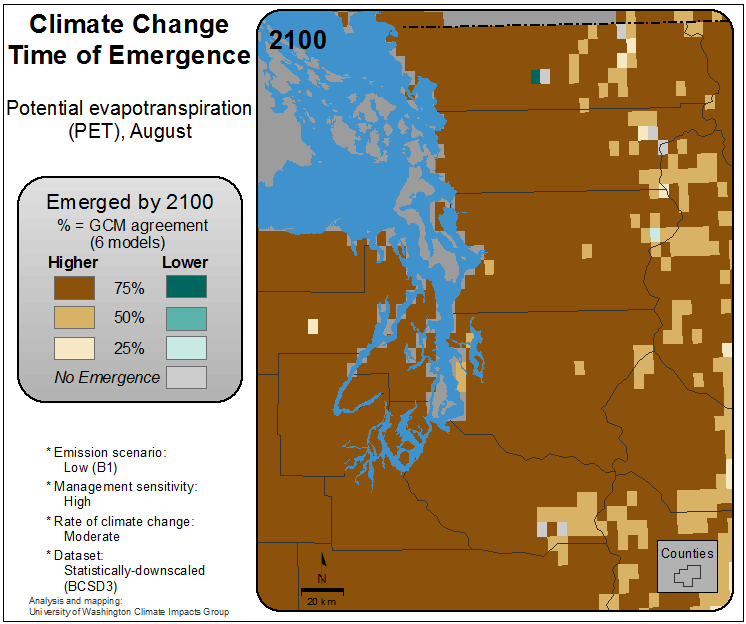 Climate Change
Time of Emergence
Potential evapotranspiration
(PET), August
Emerged by 2100
% = GCM agreement
(6 models)
Higher Lower
75%
50%
25%
No Emergence
* Emission scenario:
Low (B1)
* Management sensitivity:
High
* Rate of climate change:
Moderate
* Dataset:
Statistically-downscaled
(BCSD3)
Analysis and mapping:
University of Washington Climate Impacts Group
2100
N
20 km
Counties